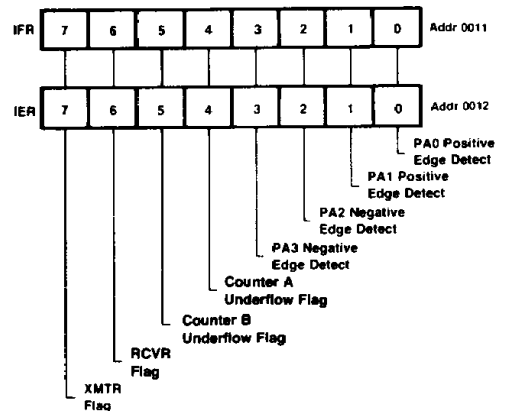 IFR 7 6 5 4 3 2 1 0 Addr 0011
IER 7 6 5 4 3 2 1 0 Addr 0012
PA0 Positive
Edge Detect
PA1 Positive
Edge Detect
PA2 Negative
Edge Detect
PA3 Negative
Edge Detect
Counter A
Underflow Flag
Counter B
Underflow Flag
RCVR
Flag
XMTR
Flag